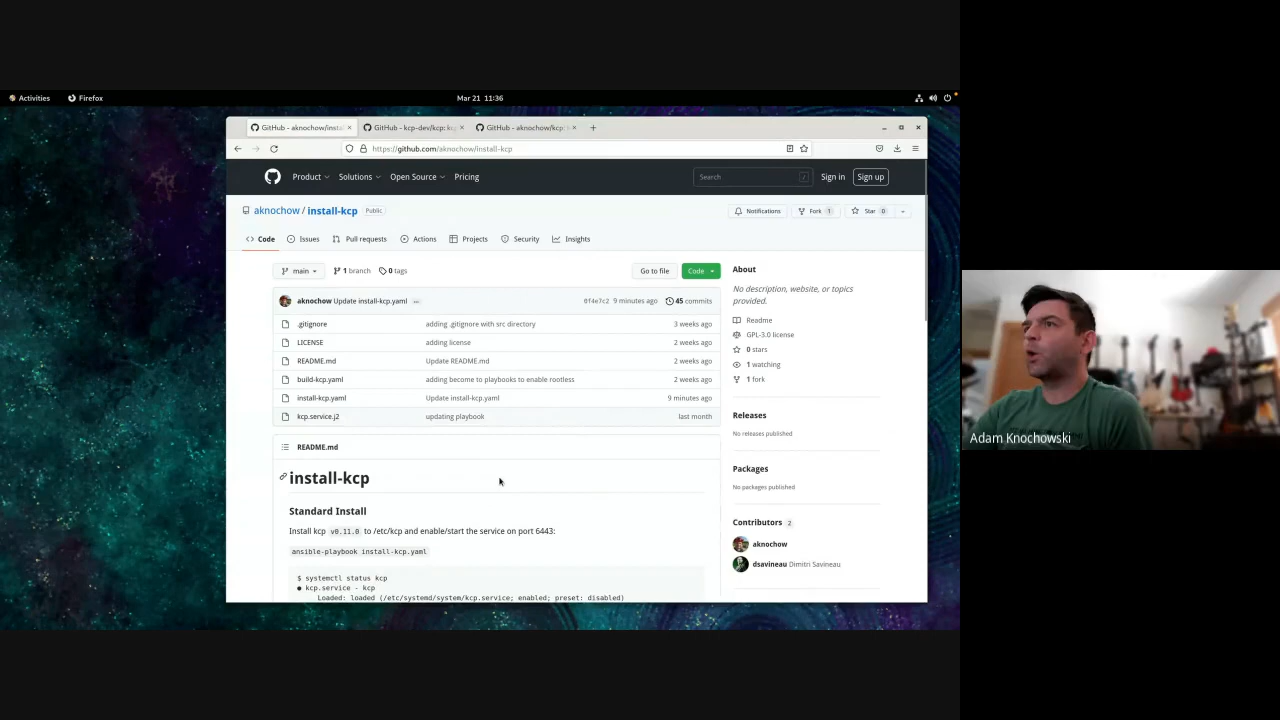 Activities
Firefox
Mar 21 11:36
GitHub - aknochow/instal
GitHub - kcp-dev/kcp: kc
GitHub - aknochow/kcp
https://github.com/aknochow/install-kcp
Product
Solutions
Open Source
Pricing
Search
/
Sign in
Sign up
aknochow / install-kcp
Public
Notifications
Fork 1
Star 0
Code
Issues
Pull requests
Actions
Projects
Security
Insights
main
1 branch
0 tags
Go to file
Code
aknochow Update install-kcp.yaml
0f4e7c2 9 minutes ago
45 commits
.gitignore
adding .gitignore with src directory
3 weeks ago
LICENSE
adding license
2 weeks ago
README.md
Update README.md
2 weeks ago
build-kcp.yaml
adding become to playbooks to enable rootless
2 weeks ago
install-kcp.yaml
Update install-kcp.yaml
9 minutes ago
kcp.service.j2
updating playbook
last month
README.md
install-kcp
Standard Install
Install kcp v0.11.0 to /etc/kcp and enable/start the service on port 6443:
ansible-playbook install-kcp.yaml
$ systemctl status kcp
● kcp.service - kcp
Loaded: loaded (/etc/systemd/system/kcp.service; enabled; preset: disabled)
About
No description, website, or topics
provided.
Readme
GPL-3.0 license
0 stars
1 watching
1 fork
Releases
No releases published
Packages
No packages published
Contributors 2
aknochow
dsavineau Dimitri Savineau
Adam Knochowski